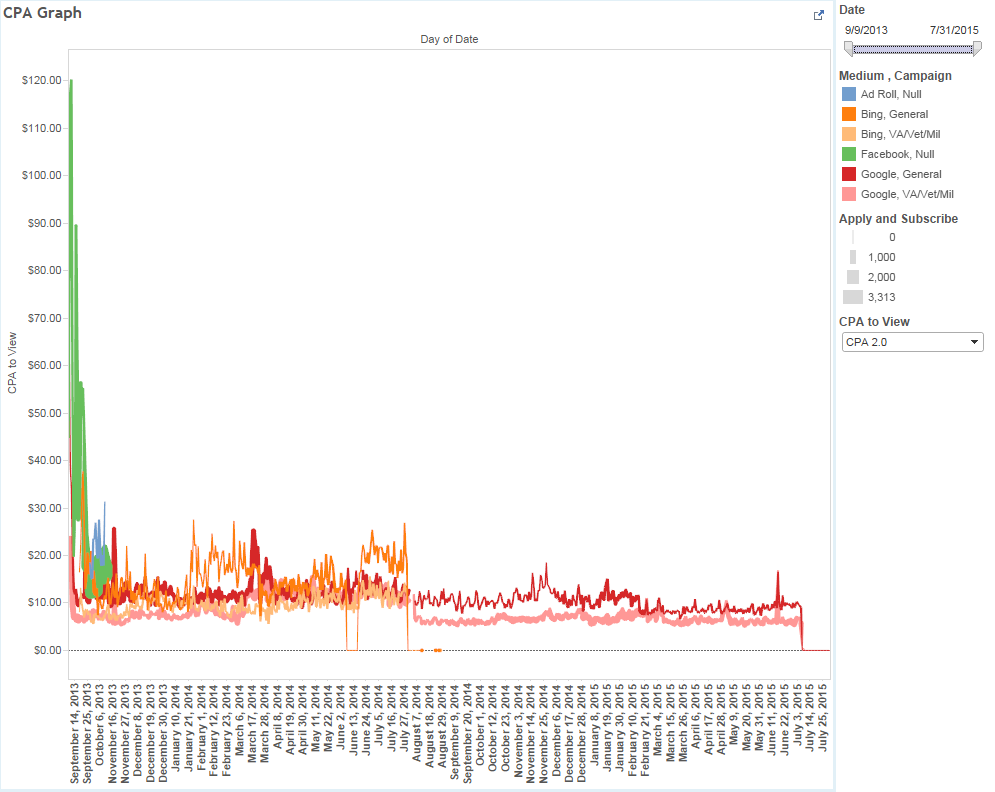 CPA Graph
Day of Date
$120.00
$110.00
$100.00
$90.00
$80.00
$70.00
$60.00
$50.00
$40.00
$30.00
$20.00
$10.00
$0.00
CPA to View
September 14, 2013
September 25, 2013
October 6, 2013
November 16, 2013
November 27, 2013
December 8, 2013
December 19, 2013
December 30, 2013
January 10, 2014
January 21, 2014
February 1, 2014
February 12, 2014
February 23, 2014
March 6, 2014
March 17, 2014
March 28, 2014
April 8, 2014
April 19, 2014
April 30, 2014
May 11, 2014
May 22, 2014
June 2, 2014
June 13, 2014
June 24, 2014
July 5, 2014
July 16, 2014
July 27, 2014
August 7, 2014
August 18, 2014
August 29, 2014
September 9, 2014
September 20, 2014
October 1, 2014
October 12, 2014
October 23, 2014
November 3, 2014
November 14, 2014
November 25, 2014
December 6, 2014
December 17, 2014
December 28, 2014
January 8, 2015
January 19, 2015
January 30, 2015
February 10, 2015
February 21, 2015
March 4, 2015
March 15, 2015
March 26, 2015
April 6, 2015
April 17, 2015
April 28, 2015
May 9, 2015
May 20, 2015
May 31, 2015
June 11, 2015
June 22, 2015
July 3, 2015
July 14, 2015
July 25, 2015
Date
9/9/2013 7/31/2015
Medium , Campaign
Ad Roll, Null
Bing, General
Bing, VA/Vet/Mil
Facebook, Null
Google, General
Google, VA/Vet/Mil
Apply and Subscribe
0
1,000
2,000
3,313
CPA to View
CPA 2.0